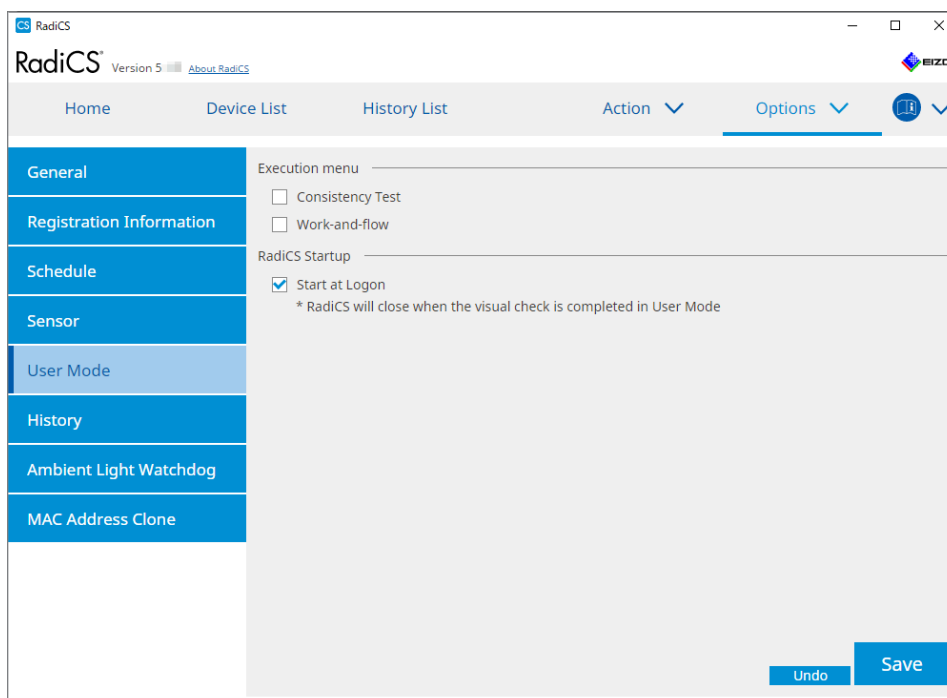 CS RadiCS
RadiCS® Version 5 About RadiCS
EIZO
Home Device List History List Action Options
General
Registration Information
Schedule
Sensor
User Mode
History
Ambient Light Watchdog
MAC Address Clone
Execution menu
Consistency Test
Work-and-flow
RadiCS Startup
Start at Logon
* RadiCS will close when the visual check is completed in User Mode
Undo Save